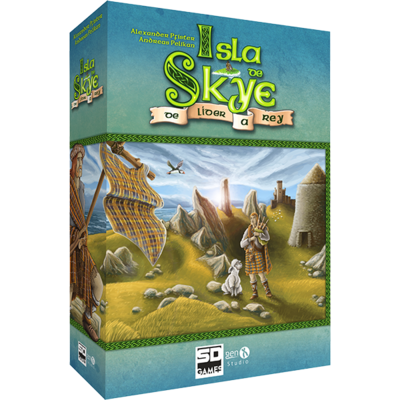 Alexander Pfister
Andreas Pelikan
Isla
de
Skye
de líder a rey
SD
GAMES
Gen
Studio